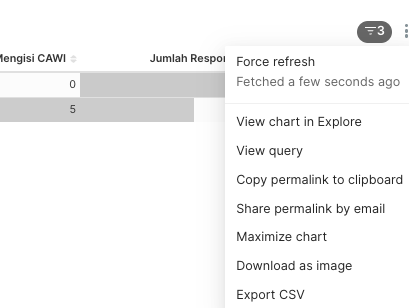 3
Mengisi CAWI
Jumlah Respon
0
5
Force refresh
Fetched a few seconds ago
View chart in Explore
View query
Copy permalink to clipboard
Share permalink by email
Maximize chart
Download as image
Export CSV